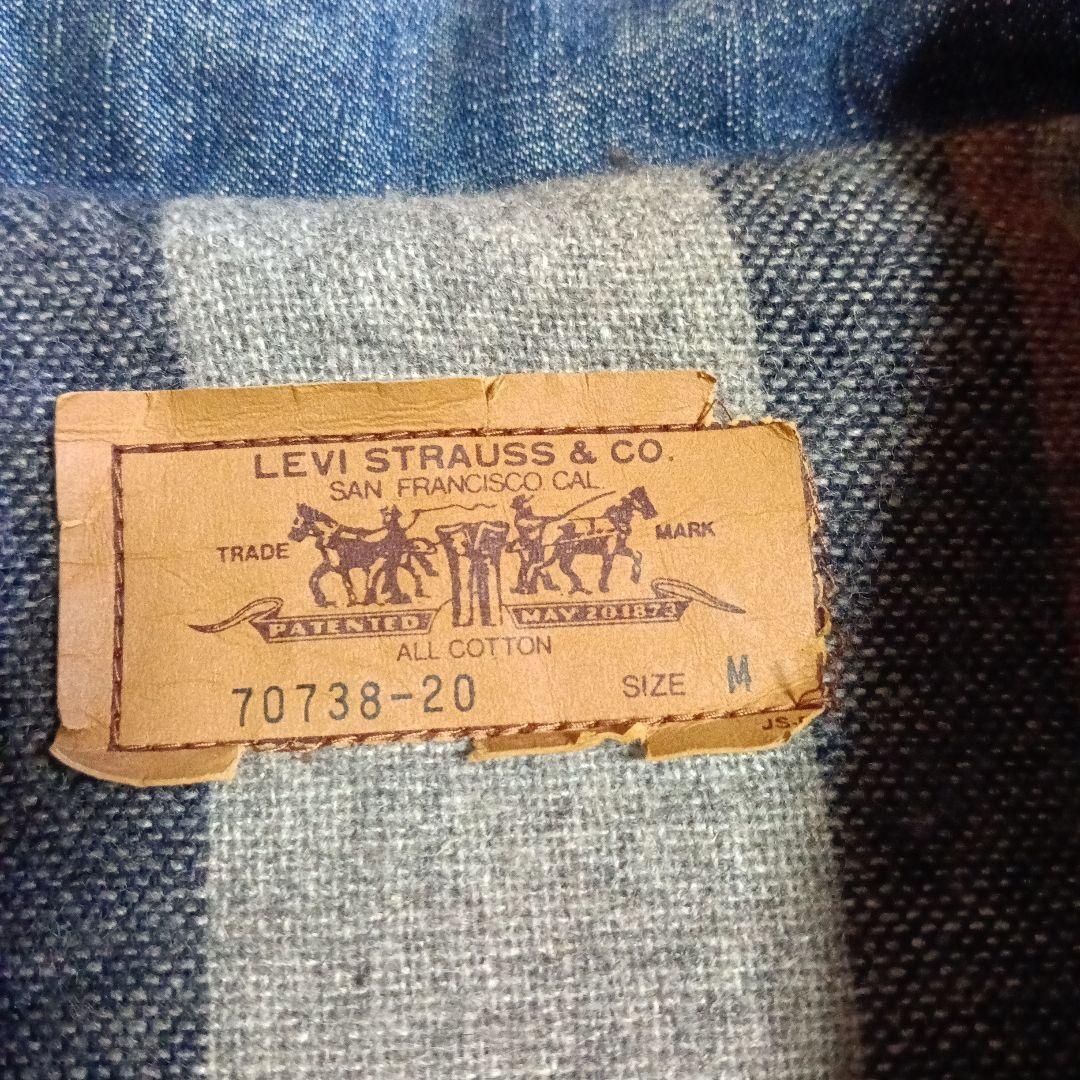 LEVI STRAUSS & CO.
SAN FRANCISCO CAL.
TRADE MARK
PATENTED MAY 20 1873
ALL COTTON
70738-20 SIZE M